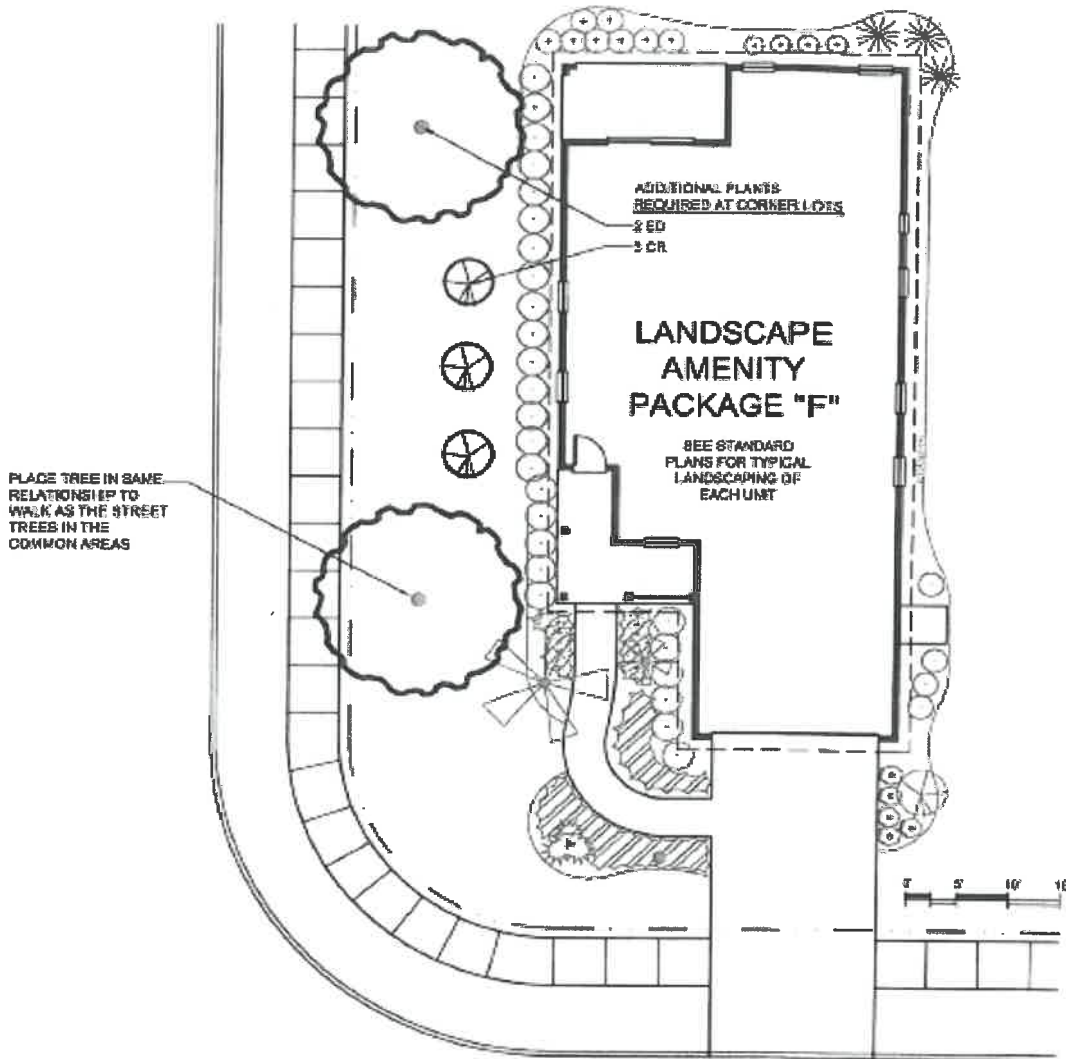 ADDITIONAL PLANTS
REQUIRED AT CORNER LOTS
2 ED
3 CR
LANDSCAPE
AMENITY
PACKAGE "F"
SEE STANDARD
PLANS FOR TYPICAL
LANDSCAPING OF
EACH UNIT
PLACE TREE IN SAME
RELATIONSHIP TO
WALK AS THE STREET
TREES IN THE
COMMON AREAS
0' 5' 10' 15